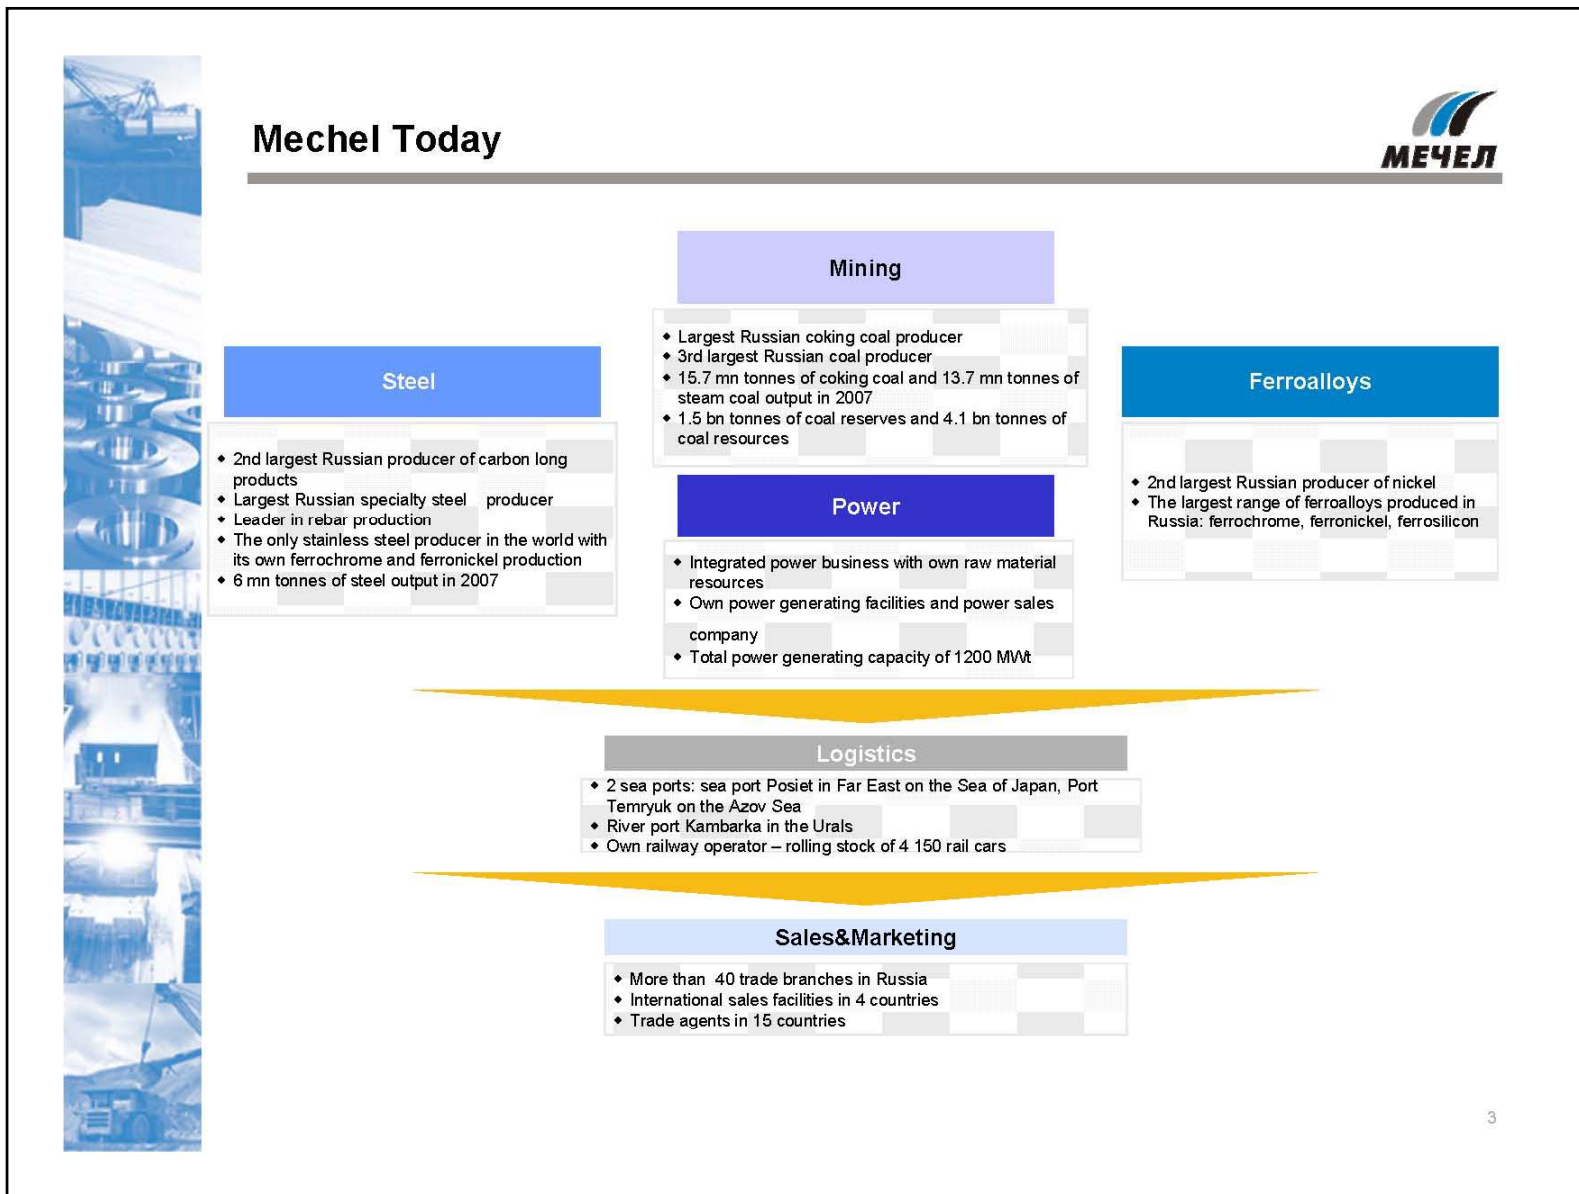 Mechel Today
МЕЧЕЛ
Mining
◆ Largest Russian coking coal producer
◆ 3rd largest Russian coal producer
◆ 15.7 mn tonnes of coking coal and 13.7 mn tonnes of
steam coal output in 2007
◆ 1.5 bn tonnes of coal reserves and 4.1 bn tonnes of
coal resources
Steel
◆ 2nd largest Russian producer of carbon long
products
◆ Largest Russian specialty steel producer
◆ Leader in rebar production
◆ The only stainless steel producer in the world with
its own ferrochrome and ferronickel production
◆ 6 mn tonnes of steel output in 2007
Ferroalloys
◆ 2nd largest Russian producer of nickel
◆ The largest range of ferroalloys produced in
Russia: ferrochrome, ferronickel, ferrosilicon
Power
◆ Integrated power business with own raw material
resources
◆ Own power generating facilities and power sales
company
◆ Total power generating capacity of 1200 MWt
Logistics
◆ 2 sea ports: sea port Posiet in Far East on the Sea of Japan, Port
Temryuk on the Azov Sea
◆ River port Kambarka in the Urals
◆ Own railway operator – rolling stock of 4 150 rail cars
Sales&Marketing
◆ More than 40 trade branches in Russia
◆ International sales facilities in 4 countries
◆ Trade agents in 15 countries
3